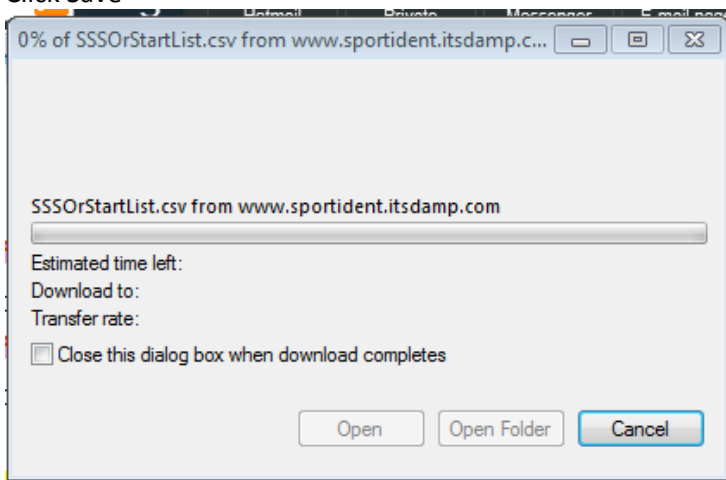 Click Save
Hotmail Private Messenger E-mail
0% of SSSOrStartList.csv from www.sportident.itsdamp.c...
SSSOrStartList.csv from www.sportident.itsdamp.com
Estimated time left:
Download to:
Transfer rate:
Close this dialog box when download completes
Open Open Folder Cancel